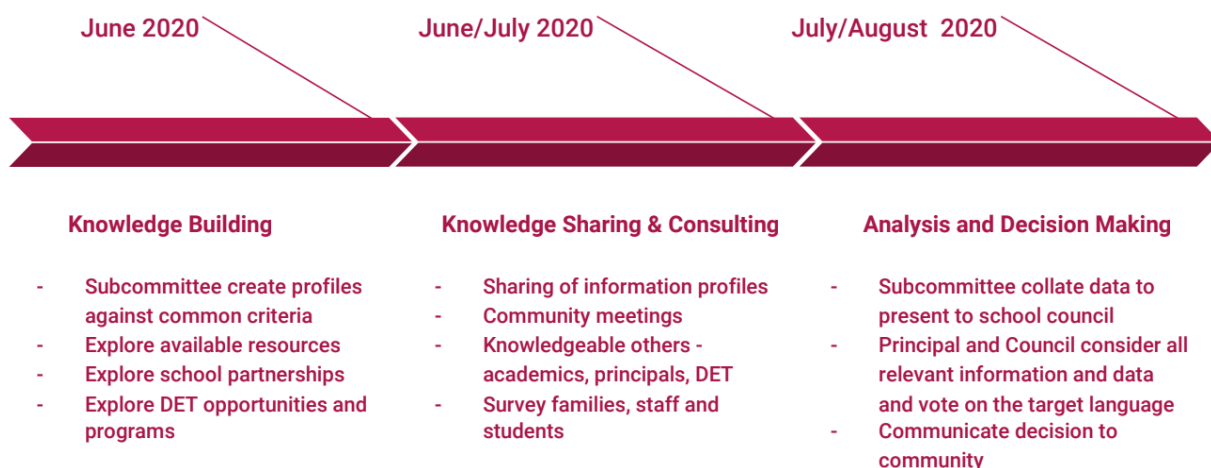 June 2020
June/July 2020
July/August 2020
Knowledge Building
- Subcommittee create profiles
against common criteria
- Explore available resources
- Explore school partnerships
- Explore DET opportunities and
programs
Knowledge Sharing & Consulting
- Sharing of information profiles
- Community meetings
- Knowledgeable others -
academics, principals, DET
- Survey families, staff and
students
Analysis and Decision Making
- Subcommittee collate data to
present to school council
- Principal and Council consider all
relevant information and data
and vote on the target language
- Communicate decision to
community